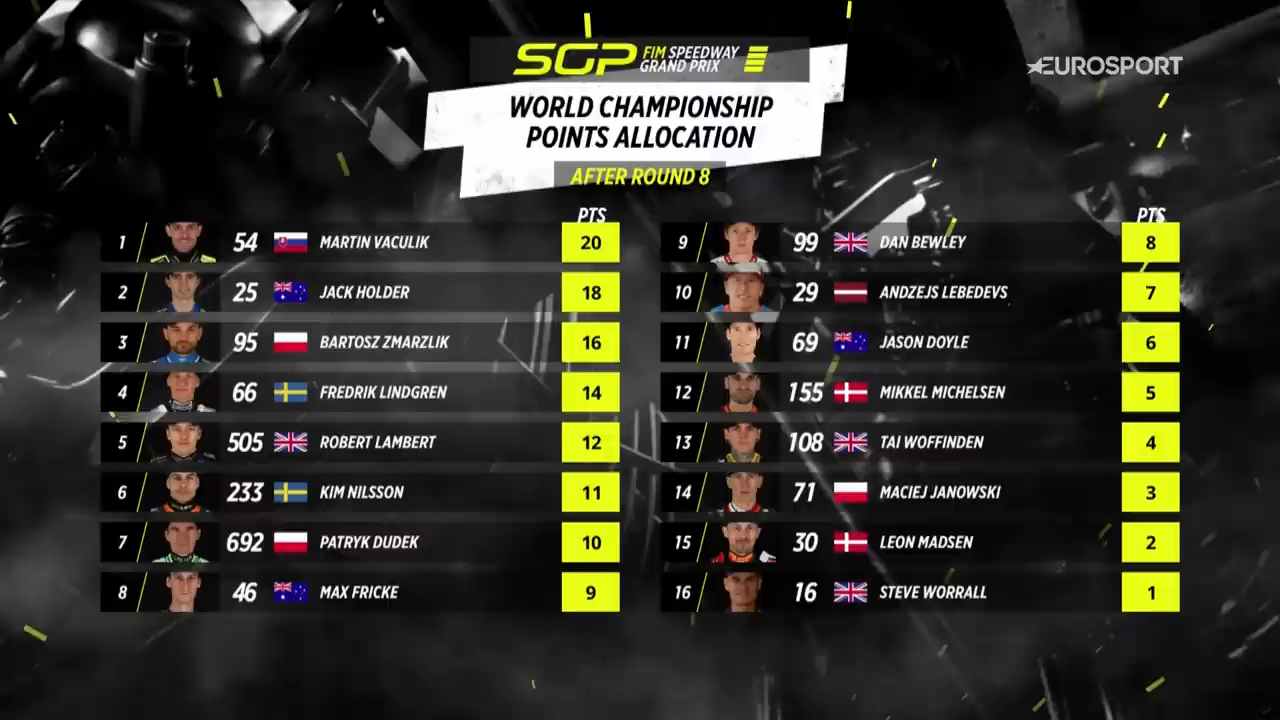 SGP FIM SPEEDWAY
GRAND PRIX
EUROSPORT
WORLD CHAMPIONSHIP
POINTS ALLOCATION
AFTER ROUND 8
PTS
1 54 MARTIN VACULIK 20
2 25 JACK HOLDER 18
3 95 BARTOSZ ZMARZLIK 16
4 66 FREDRIK LINDGREN 14
5 505 ROBERT LAMBERT 12
6 233 KIM NILSSON 11
7 692 PATRYK DUDEK 10
8 46 MAX FRICKE 9
PTS
9 99 DAN BEWLEY 8
10 29 ANDZEJS LEBEDEVS 7
11 69 JASON DOYLE 6
12 155 MIKKEL MICHELSEN 5
13 108 TAI WOFFINDEN 4
14 71 MACIEJ JANOWSKI 3
15 30 LEON MADSEN 2
16 16 STEVE WORRALL 1